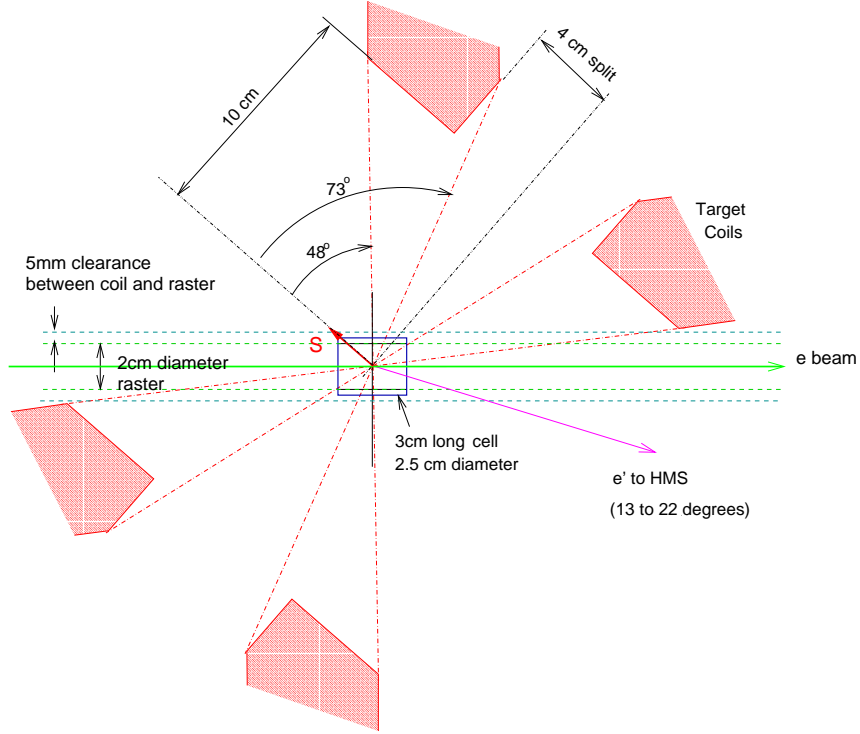 4 cm split
10 cm
73°
48°
Target
Coils
5mm clearance
between coil and raster
S
2cm diameter
raster
e beam
3cm long cell
2.5 cm diameter
e' to HMS
(13 to 22 degrees)